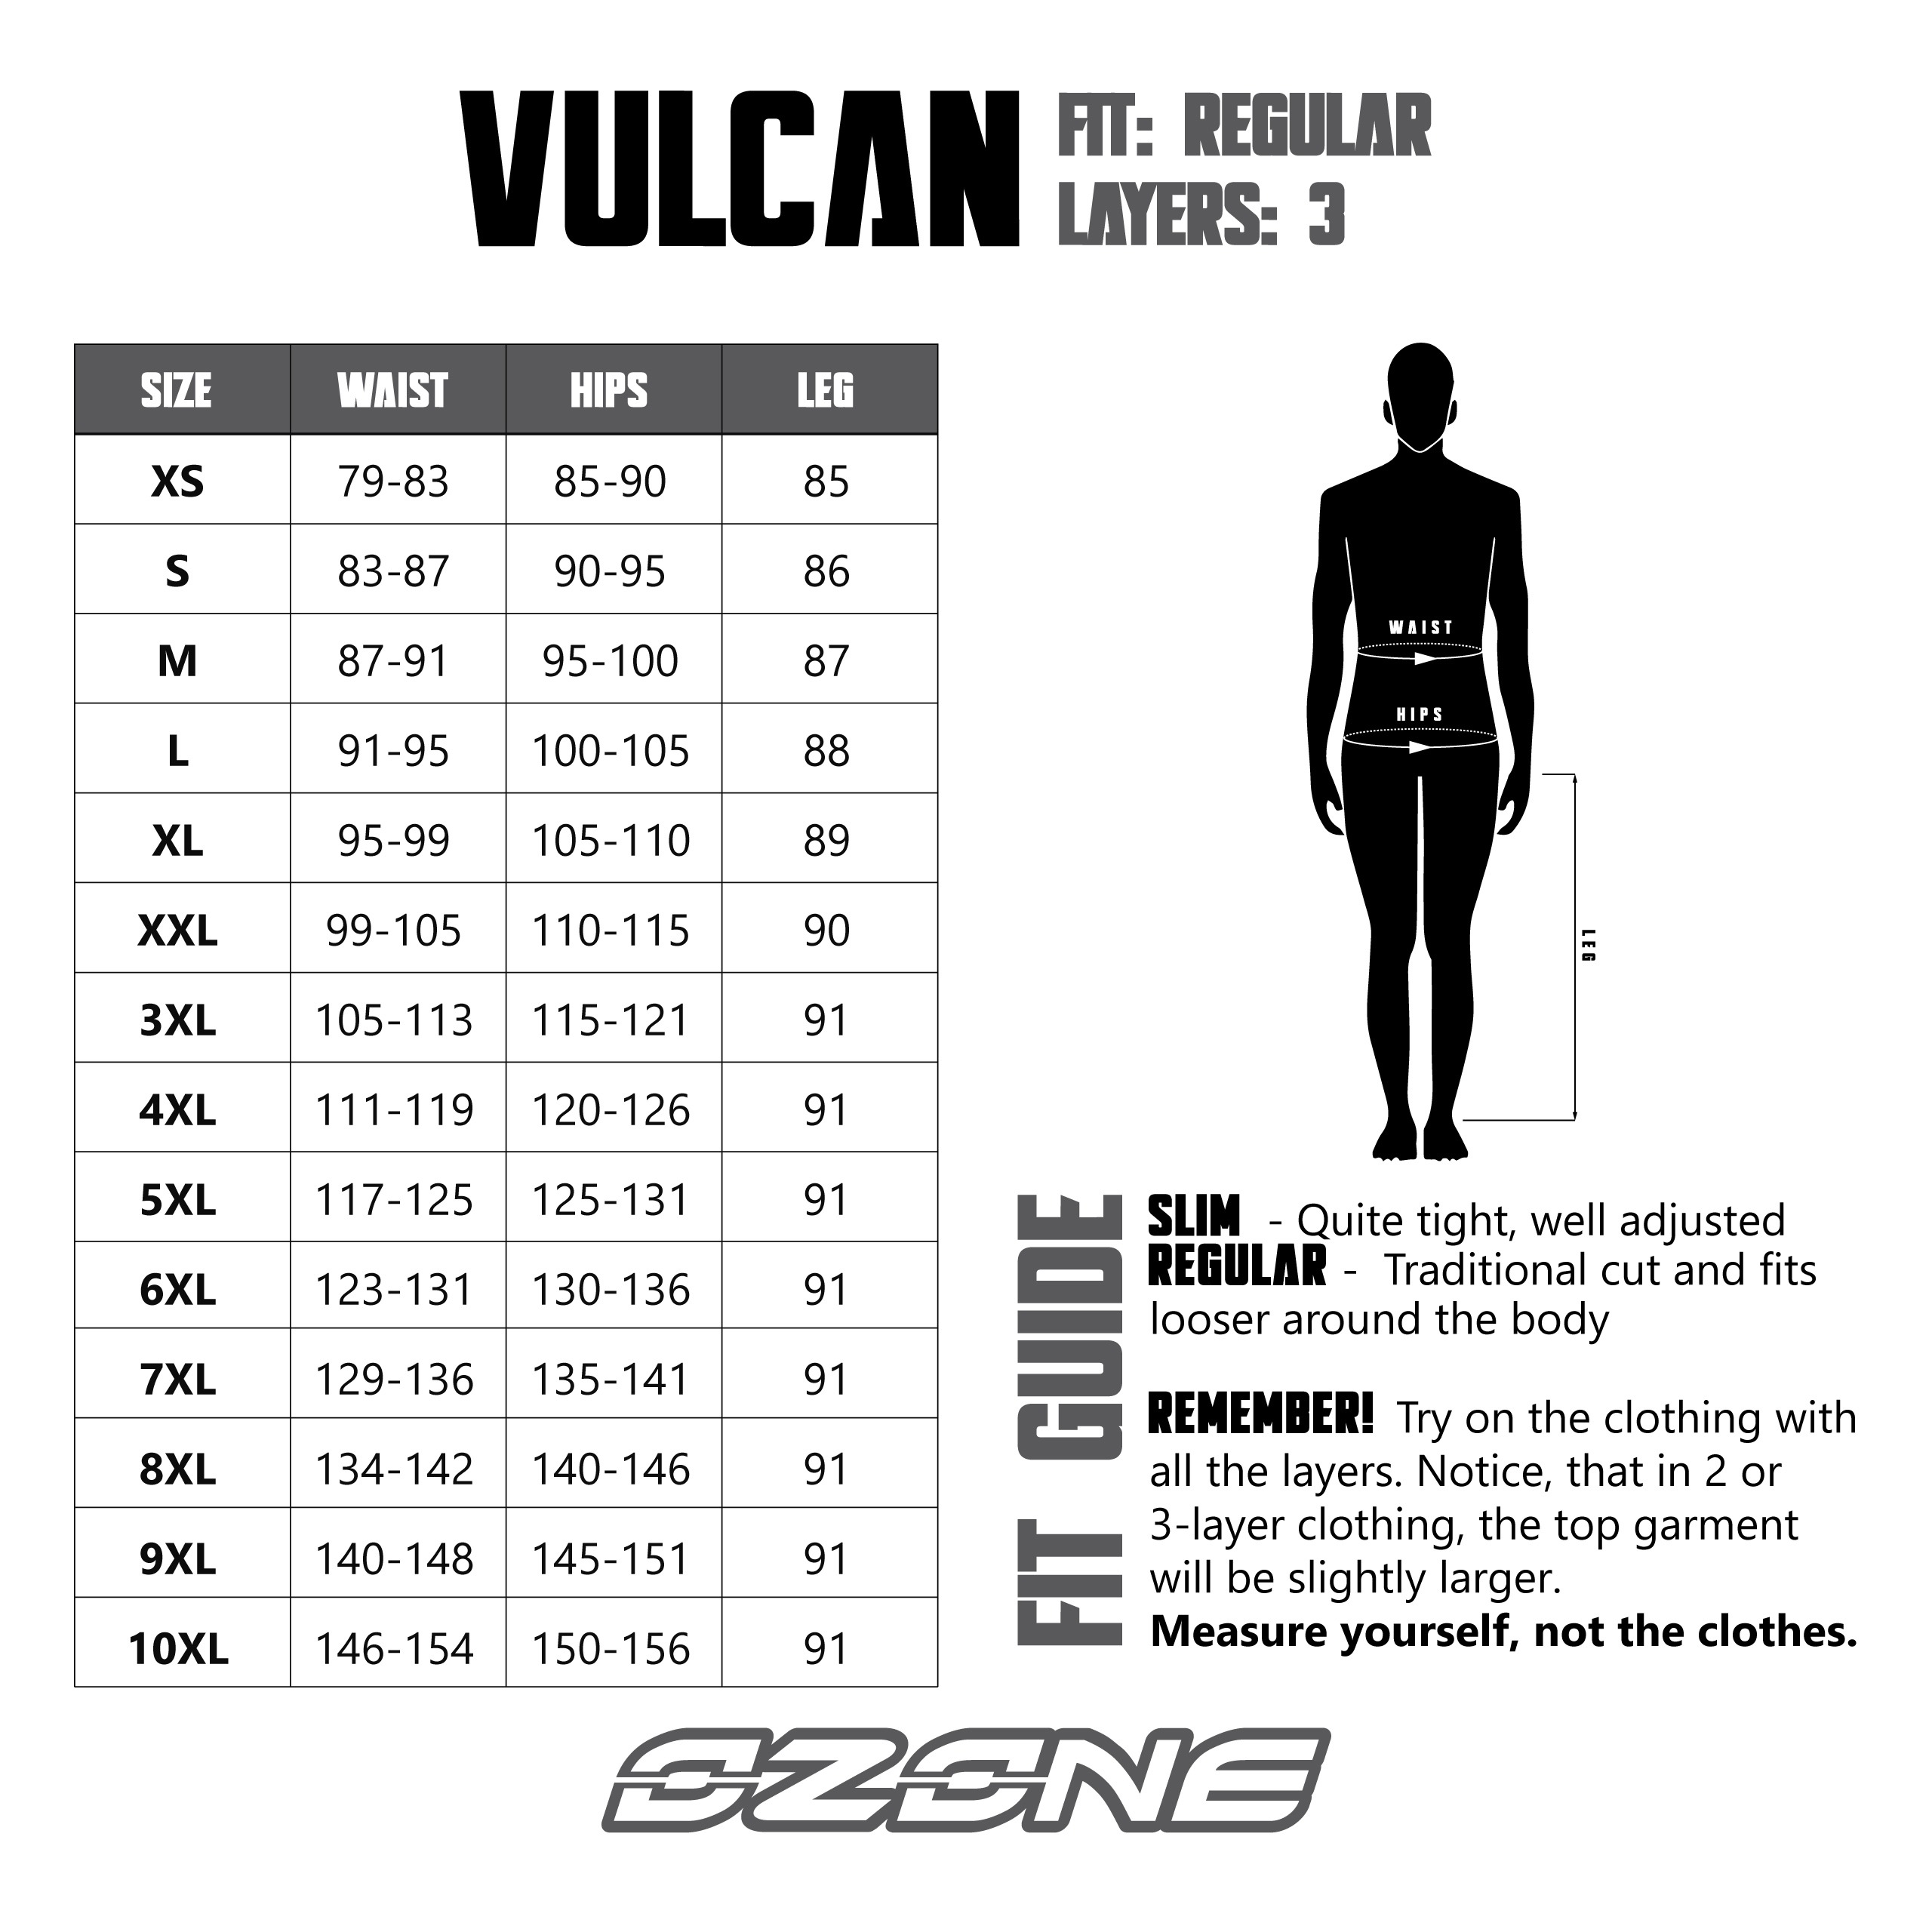 VULCAN
FIT: REGULAR
LAYERS: 3
SIZE WAIST HIPS LEG
XS 79-83 85-90 85
S 83-87 90-95 86
M 87-91 95-100 87
L 91-95 100-105 88
XL 95-99 105-110 89
XXL 99-105 110-115 90
3XL 105-113 115-121 91
4XL 111-119 120-126 91
5XL 117-125 125-131 91
6XL 123-131 130-136 91
7XL 129-136 135-141 91
8XL 134-142 140-146 91
9XL 140-148 145-151 91
10XL 146-154 150-156 91
WAIST
HIPS
LEG
FIT GUIDE
SLIM - Quite tight, well adjusted
REGULAR - Traditional cut and fits
looser around the body
REMEMBER! Try on the clothing with
all the layers. Notice, that in 2 or
3-layer clothing, the top garment
will be slightly larger.
Measure yourself, not the clothes.
OZONE